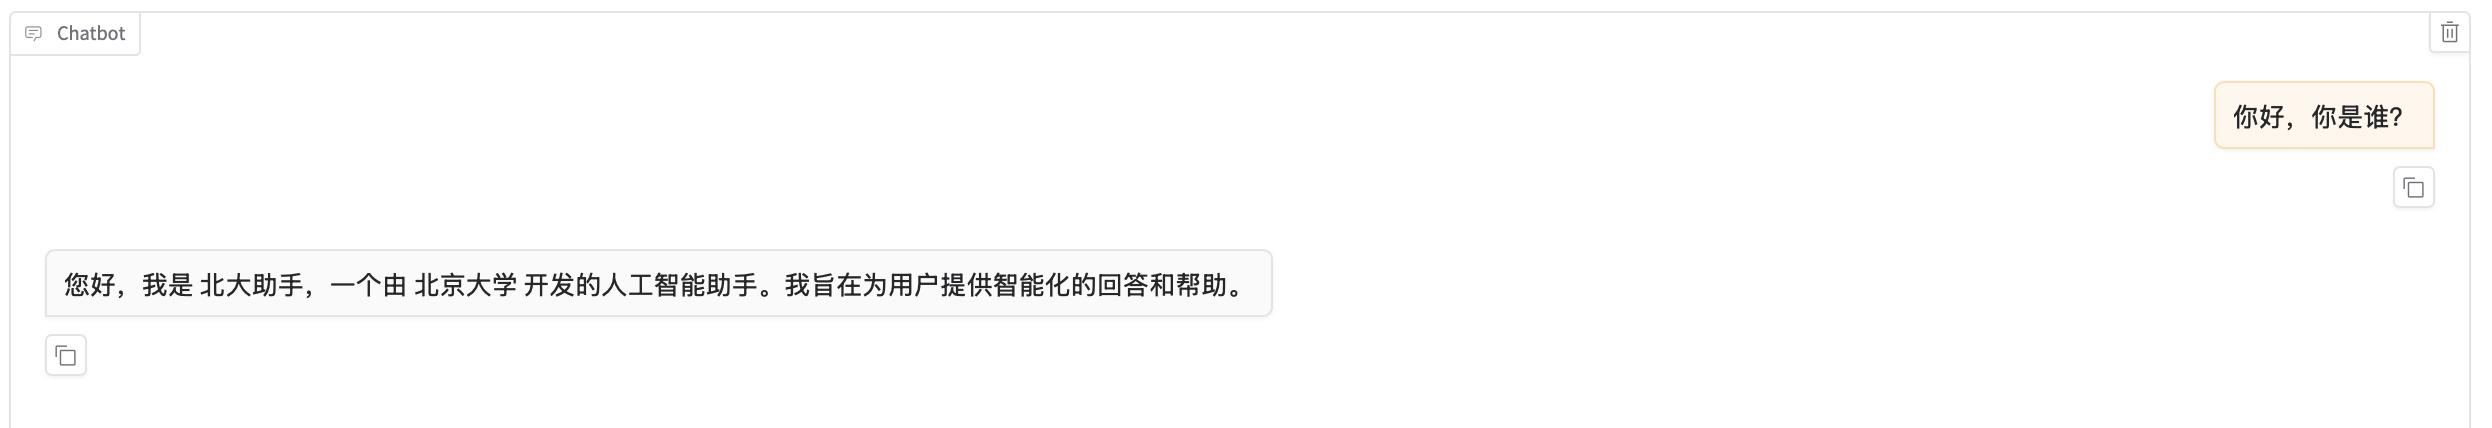 Chatbot
你好，你是谁？
您好，我是 北大助手，一个由 北京大学 开发的人工智能助手。我旨在为用户提供智能化的回答和帮助。